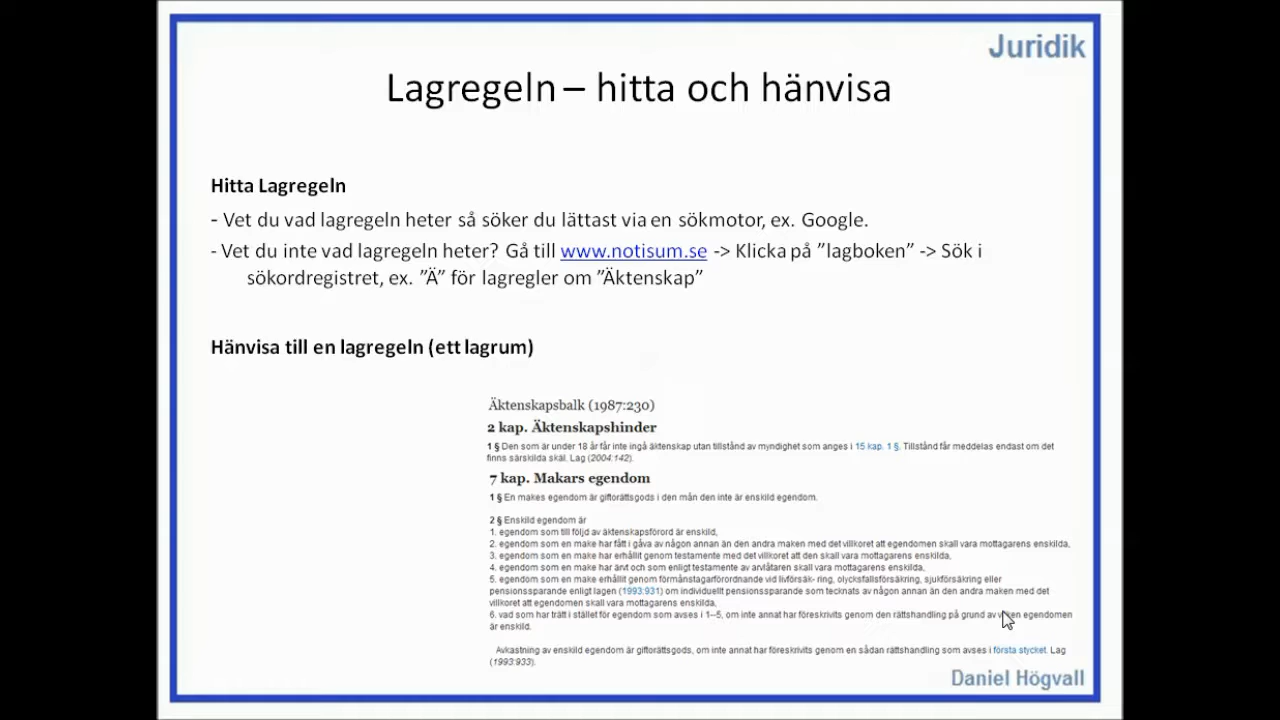 Juridik
Lagregeln – hitta och hänvisa
Hitta Lagregeln
- Vet du vad lagregeln heter så söker du lättast via en sökmotor, ex. Google.
- Vet du inte vad lagregeln heter? Gå till www.notisum.se -> Klicka på ”lagboken” -> Sök i
sökordregistret, ex. ”Ä” för lagregler om ”Äktenskap”
Hänvisa till en lagregeln (ett lagrum)
Äktenskapsbalk (1987:230)
2 kap. Äktenskapshinder
1 § Den som är under 18 år får inte ingå äktenskap utan tillstånd av myndighet som anges i 15 kap. 1 §. Tillstånd får meddelas endast om det
finns särskilda skäl. Lag (2004:142).
7 kap. Makars egendom
1 § En makes egendom är giftorättsgods i den mån den inte är enskild egendom.
2 § Enskild egendom är
1. egendom som till följd av äktenskapsförord är enskild,
2. egendom som en make har fått i gåva av någon annan än den andra maken med det villkoret att egendomen skall vara mottagarens enskilda,
3. egendom som en make har erhållit genom testamente med det villkoret att den skall vara mottagarens enskilda,
4. egendom som en make har ärvt och som enligt testamente av arvlåtaren skall vara mottagarens enskilda,
5. egendom som en make erhållit genom förmånstagarförordnande vid livförsäk- ring, olycksfallsförsäkring, sjukförsäkring eller
pensionssparande enligt lagen (1993:931) om individuellt pensionssparande som tecknats av någon annan än den andra maken med det
villkoret att egendomen skall vara mottagarens enskilda,
6. vad som har trätt i stället för egendom som avses i 1--5, om inte annat har föreskrivits genom den rättshandling på grund av vilken egendomen
är enskild.
Avkastning av enskild egendom är giftorättsgods, om inte annat har föreskrivits genom en sådan rättshandling som avses i första stycket. Lag
(1993:933).
Daniel Högvall